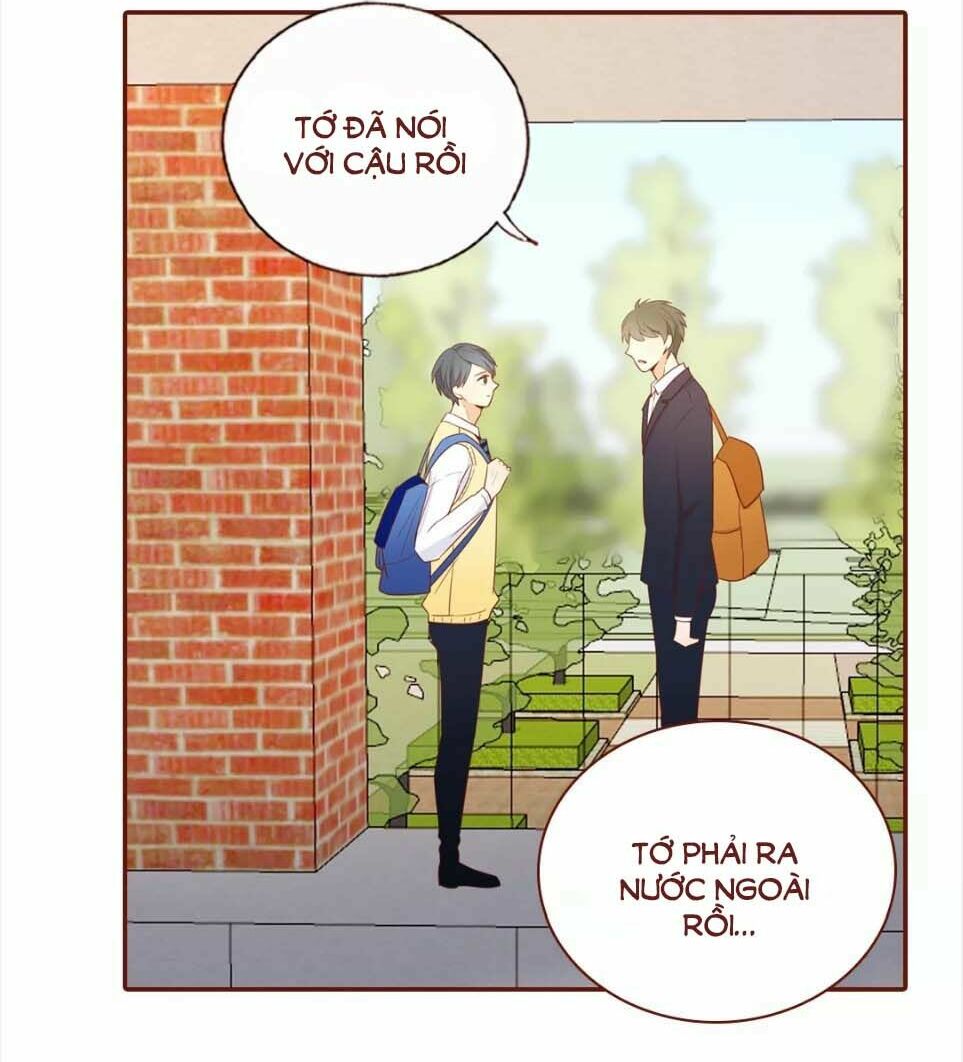 TỚ ĐÃ NÓI
VỚI CẬU RỒI
TỚ PHẢI RA
NƯỚC NGOÀI
RỒI...